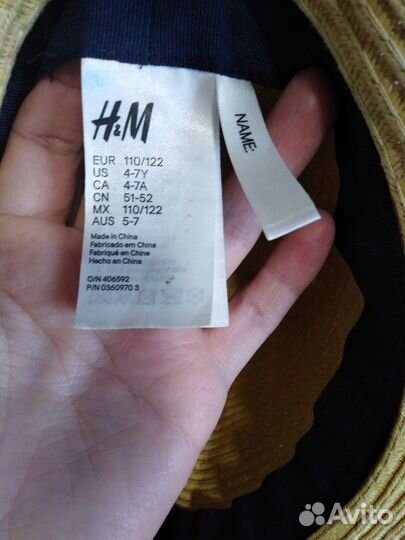 H&M
EUR 110/122
US 4-7Y
CA 4-7A
CN 51-52
MX 110/122
AUS 5-7
Made in China
Fabricado em China
Fabriqué en Chine
Hecho en China
O/N 406592
P/N 0360970 3
NAME:
Avito